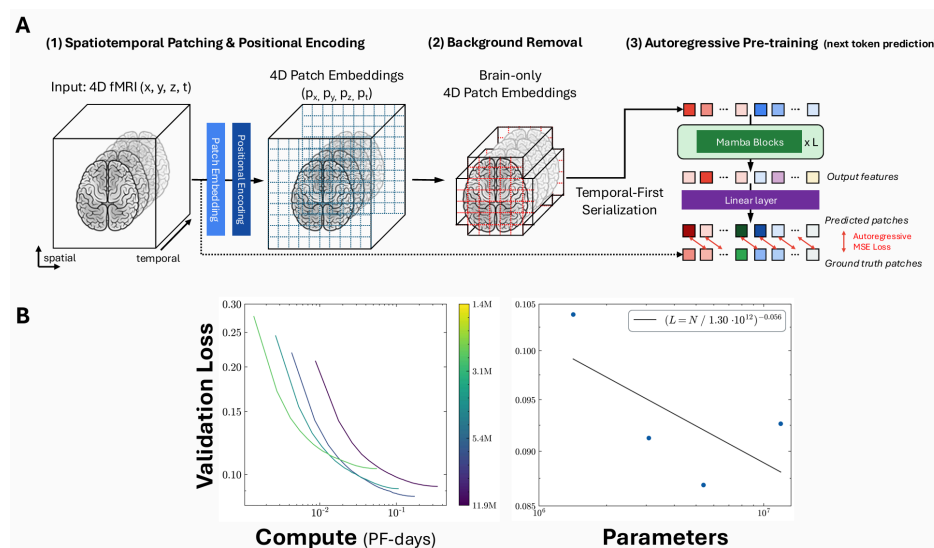 A
(1) Spatiotemporal Patching & Positional Encoding
(2) Background Removal
(3) Autoregressive Pre-training (next token prediction
Input: 4D fMRI (x, y, z, t)
4D Patch Embeddings
(pₓ, pᵧ, p_z, pₜ)
Brain-only
4D Patch Embeddings
Patch Embedding
Positional Encoding
spatial
temporal
Temporal-First
Serialization
Mamba Blocks
x L
Output features
Linear layer
Predicted patches
Autoregressive
MSE Loss
Ground truth patches
B
Validation Loss
0.30
0.20
0.15
0.10
10⁻²
10⁻¹
Compute (PF-days)
1.4M
3.1M
5.4M
11.9M
0.105
0.100
0.095
0.090
0.085
10⁶
10⁷
(L = N / 1.30 · 10¹²)⁻⁰·⁰⁵⁶
Parameters